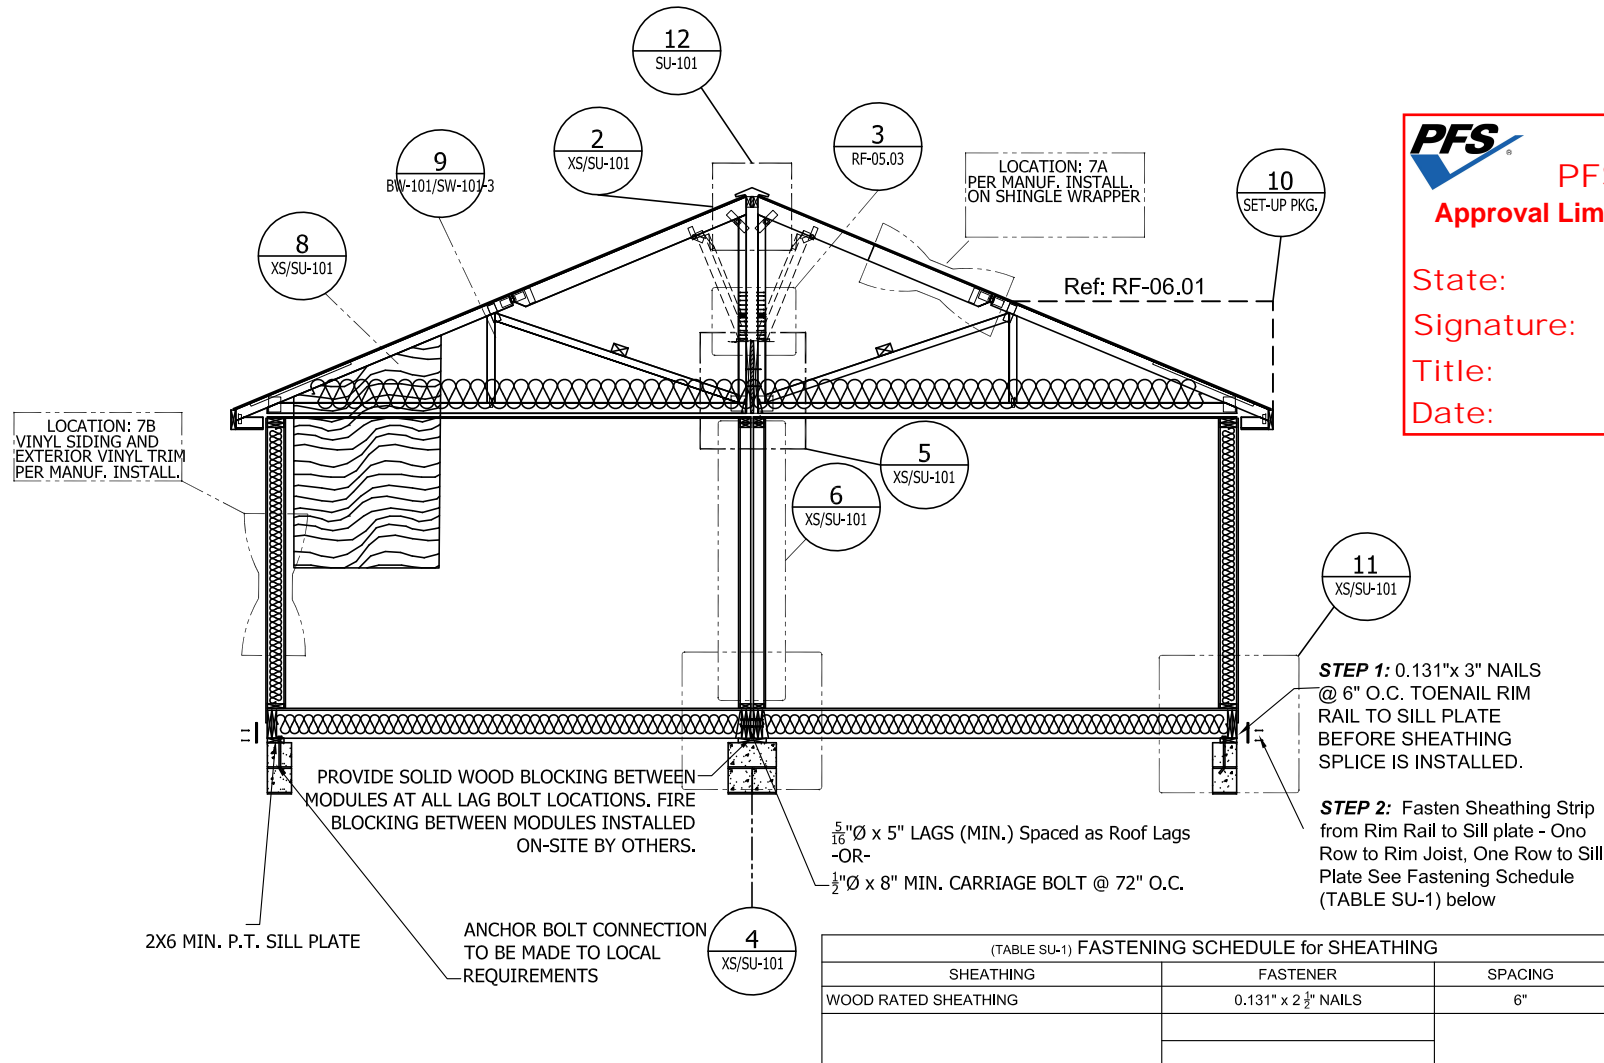 12
SU-101
2
XS/SU-101
3
RF-05.03
9
BW-101/SW-101-3
LOCATION: 7A
PER MANUF. INSTALL.
ON SHINGLE WRAPPER
10
SET-UP PKG.
PFS
®
PFS
Approval Lim
State:
Signature:
Title:
Date:
8
XS/SU-101
Ref: RF-06.01
LOCATION: 7B
VINYL SIDING AND
EXTERIOR VINYL TRIM
PER MANUF. INSTALL.
5
XS/SU-101
6
XS/SU-101
11
XS/SU-101
STEP 1: 0.131"x 3" NAILS
@ 6" O.C. TOENAIL RIM
RAIL TO SILL PLATE
BEFORE SHEATHING
SPLICE IS INSTALLED.
STEP 2: Fasten Sheathing Strip
from Rim Rail to Sill plate - Ono
Row to Rim Joist, One Row to Sill
Plate See Fastening Schedule
(TABLE SU-1) below
PROVIDE SOLID WOOD BLOCKING BETWEEN
MODULES AT ALL LAG BOLT LOCATIONS. FIRE
BLOCKING BETWEEN MODULES INSTALLED
ON-SITE BY OTHERS.
5/16"Ø x 5" LAGS (MIN.) Spaced as Roof Lags
-OR-
1/2"Ø x 8" MIN. CARRIAGE BOLT @ 72" O.C.
2X6 MIN. P.T. SILL PLATE
ANCHOR BOLT CONNECTION
TO BE MADE TO LOCAL
REQUIREMENTS
4
XS/SU-101
(TABLE SU-1) FASTENING SCHEDULE for SHEATHING
SHEATHING FASTENER SPACING
WOOD RATED SHEATHING 0.131" x 2 1/2" NAILS 6"